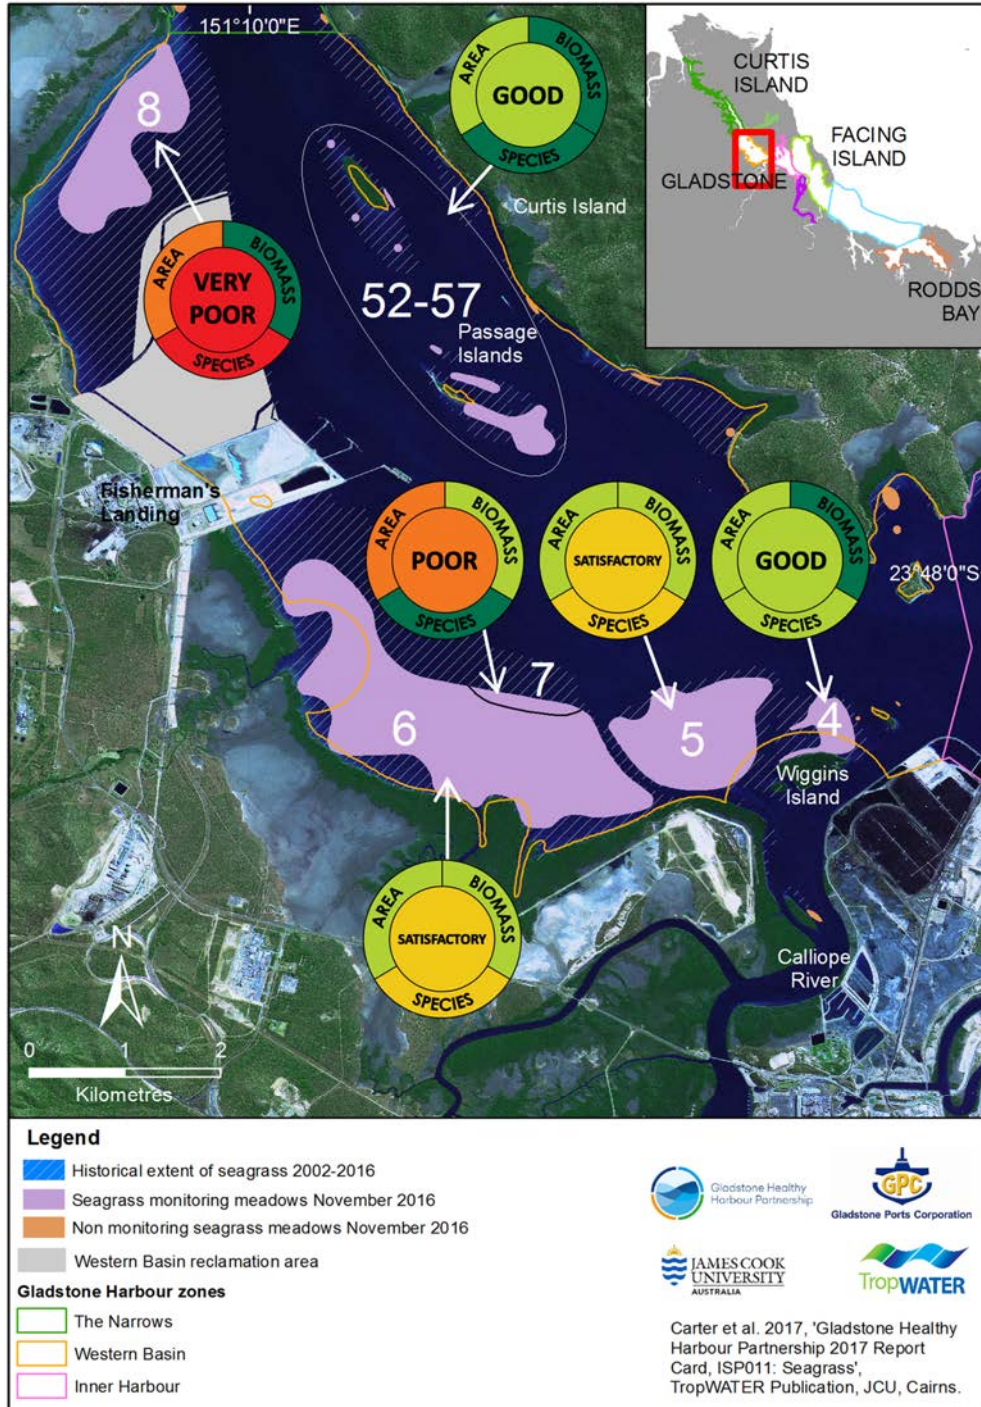 151°10'0"E
AREA
BIOMASS
GOOD
SPECIES
CURTIS
ISLAND
FACING
ISLAND
GLADSTONE
RODDS
BAY
8
Curtis Island
AREA
BIOMASS
VERY
POOR
SPECIES
52-57
Passage
Islands
Fisherman's
Landing
AREA
BIOMASS
POOR
SPECIES
AREA
BIOMASS
SATISFACTORY
SPECIES
AREA
BIOMASS
GOOD
SPECIES
23°48'0"S
7
6
5
4
Wiggins
Island
AREA
BIOMASS
SATISFACTORY
SPECIES
Calliope
River
N
0 1 2
Kilometres
Legend
Historical extent of seagrass 2002-2016
Seagrass monitoring meadows November 2016
Non monitoring seagrass meadows November 2016
Western Basin reclamation area
Gladstone Harbour zones
The Narrows
Western Basin
Inner Harbour
Gladstone Healthy
Harbour Partnership
GPC
Gladstone Ports Corporation
JAMES COOK
UNIVERSITY
AUSTRALIA
TropWATER
Carter et al. 2017, 'Gladstone Healthy
Harbour Partnership 2017 Report
Card, ISP011: Seagrass',
TropWATER Publication, JCU, Cairns.